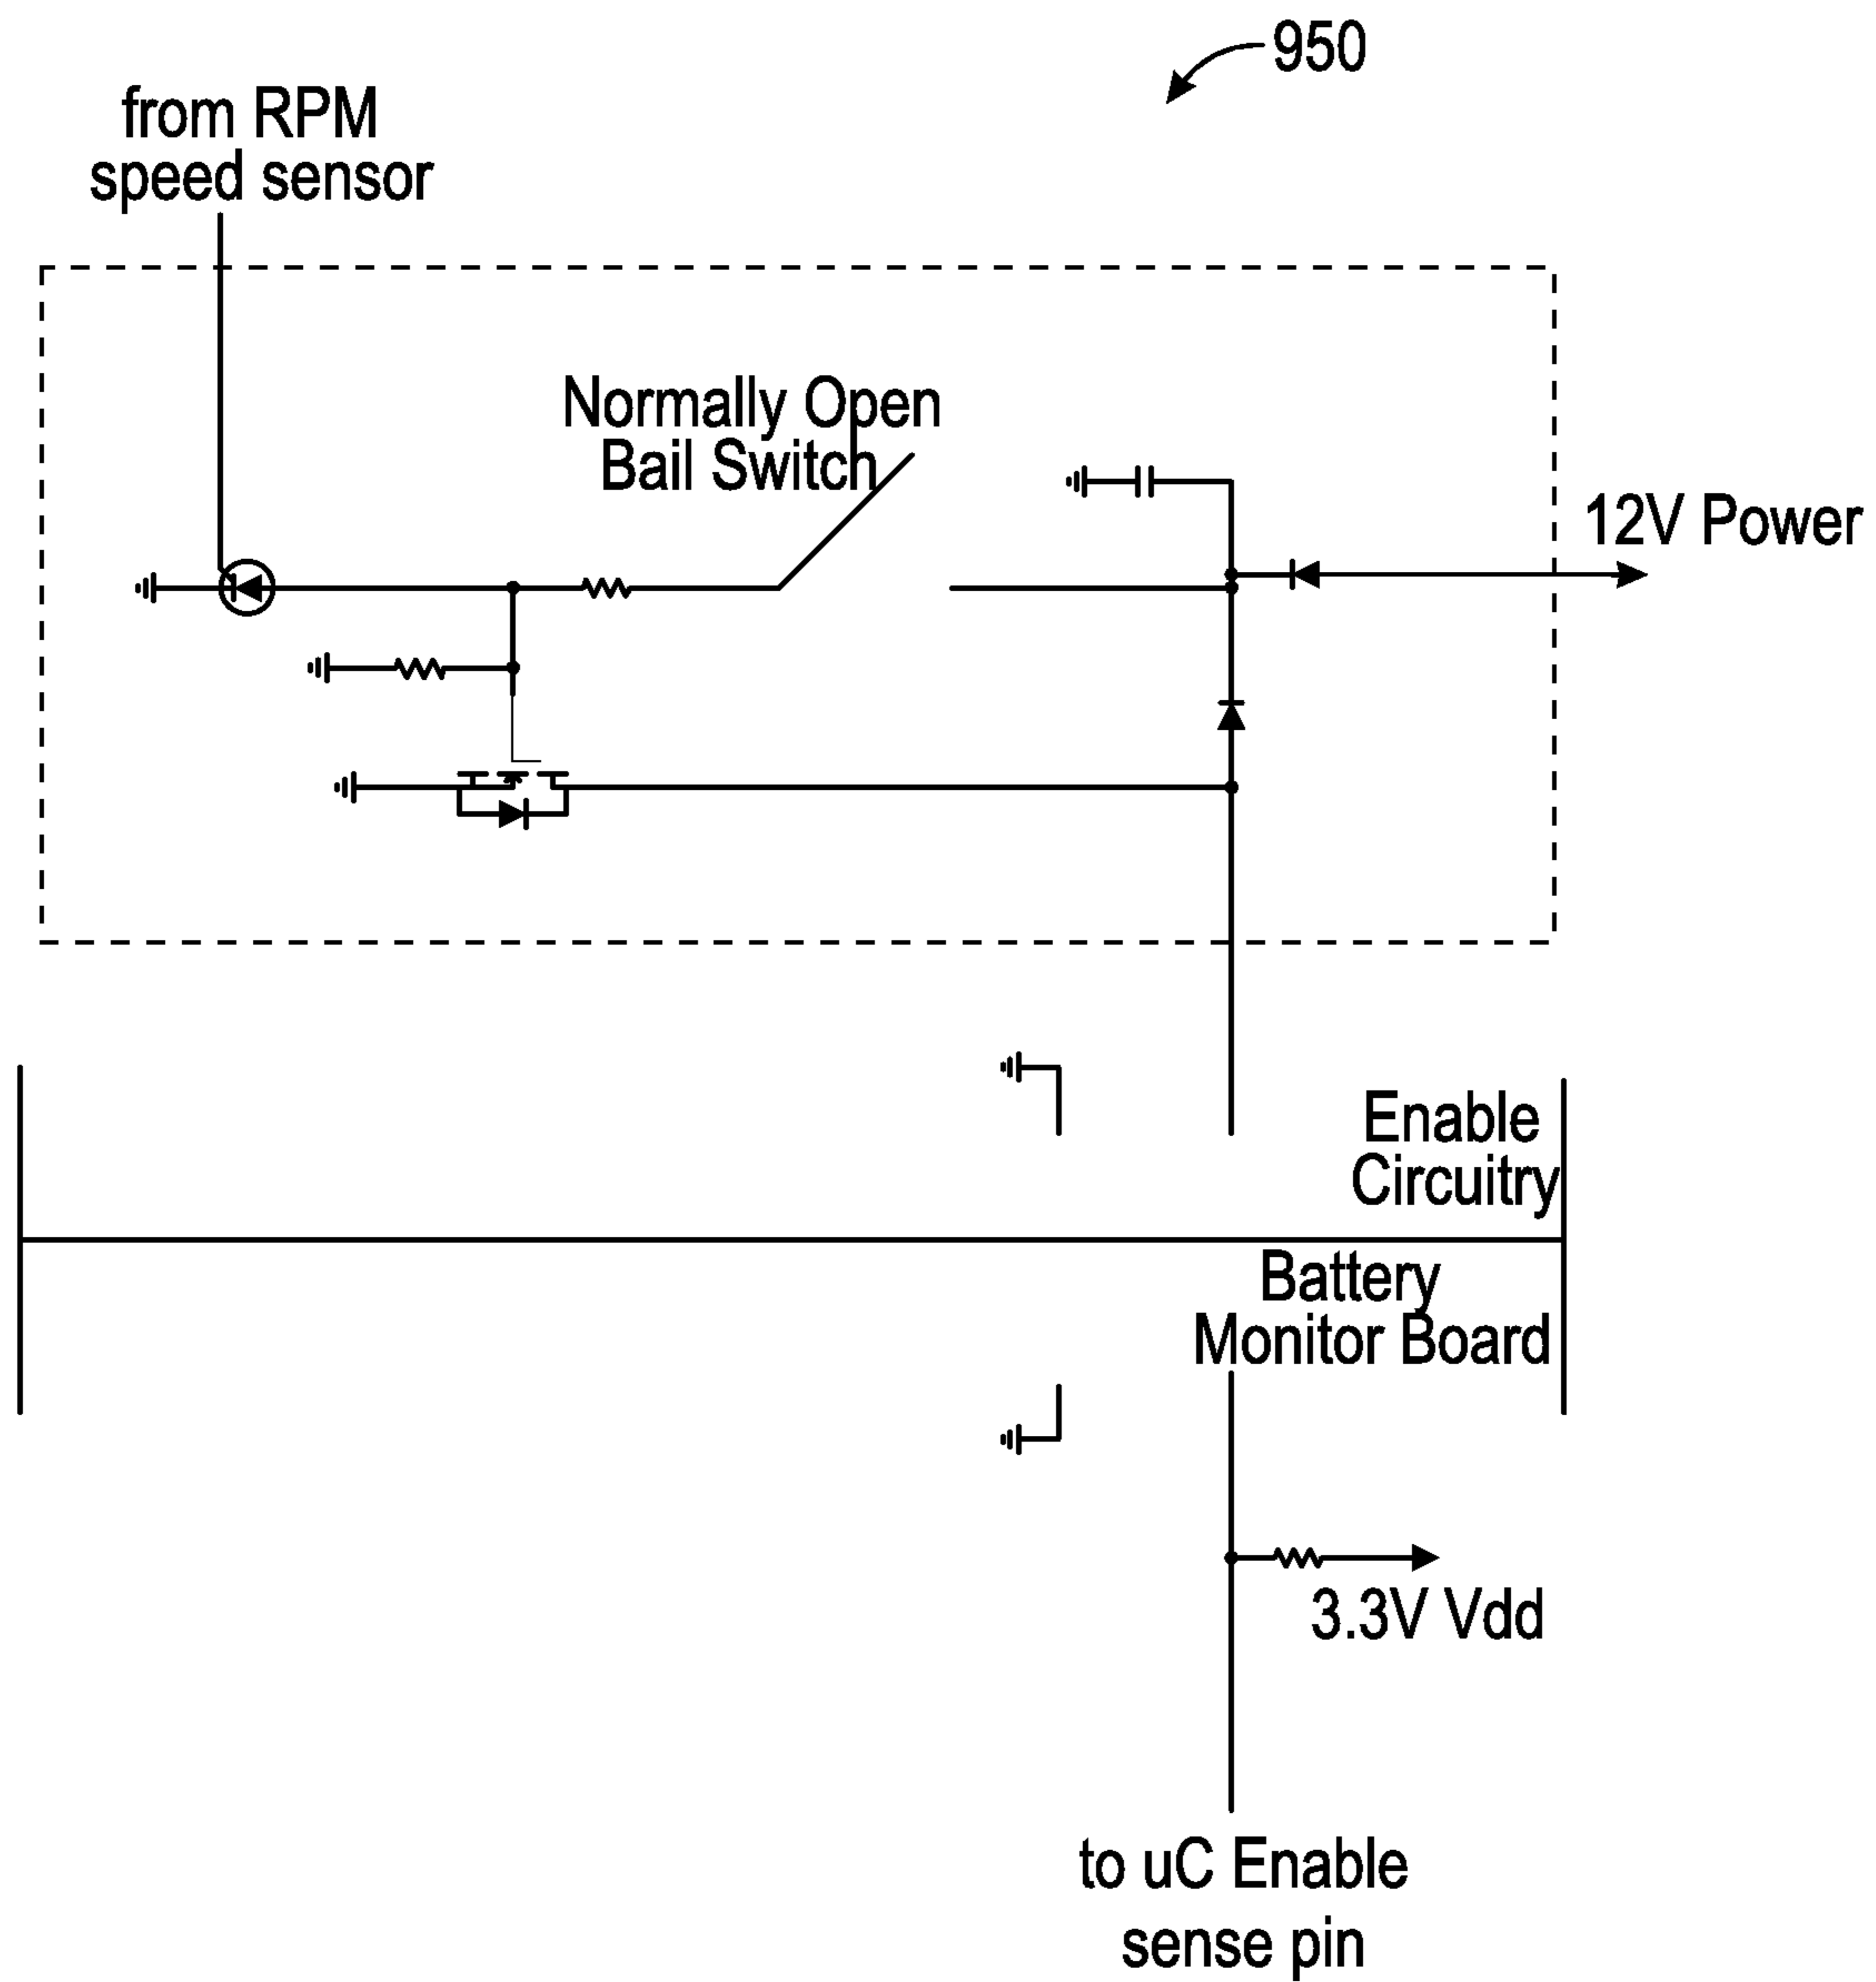 950
from RPM
speed sensor
Normally Open
Bail Switch
12V Power
Enable
Circuitry
Battery
Monitor Board
3.3V Vdd
to uC Enable
sense pin